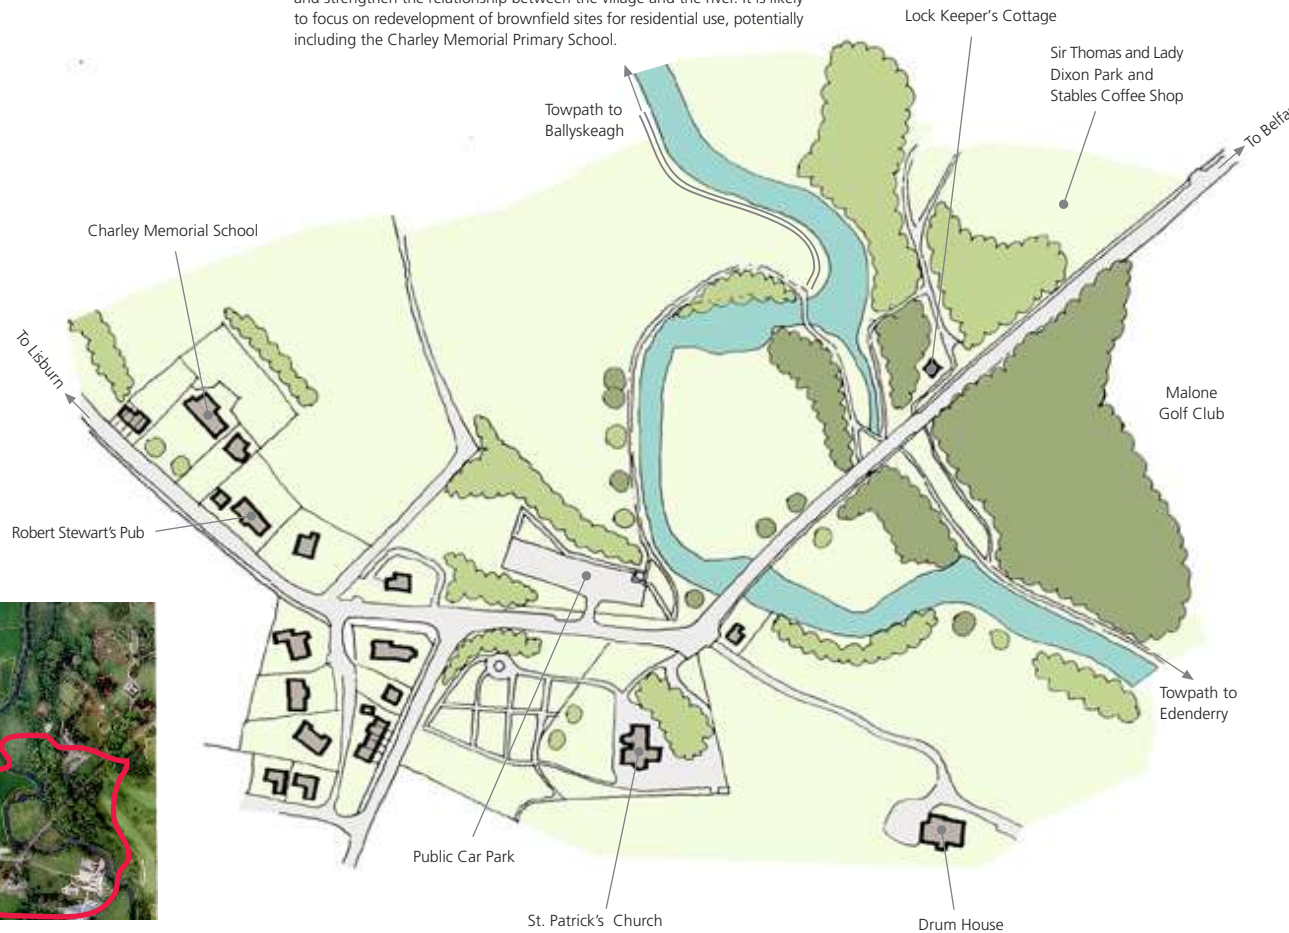 and strengthen the relationship between the village and the river. It is likely
to focus on redevelopment of brownfield sites for residential use, potentially
including the Charley Memorial Primary School.
Lock Keeper's Cottage
Sir Thomas and Lady
Dixon Park and
Stables Coffee Shop
Towpath to
Ballyskeagh
To Belfa
Charley Memorial School
To Lisburn
Malone
Golf Club
Robert Stewart's Pub
Towpath to
Edenderry
Public Car Park
St. Patrick's Church
Drum House